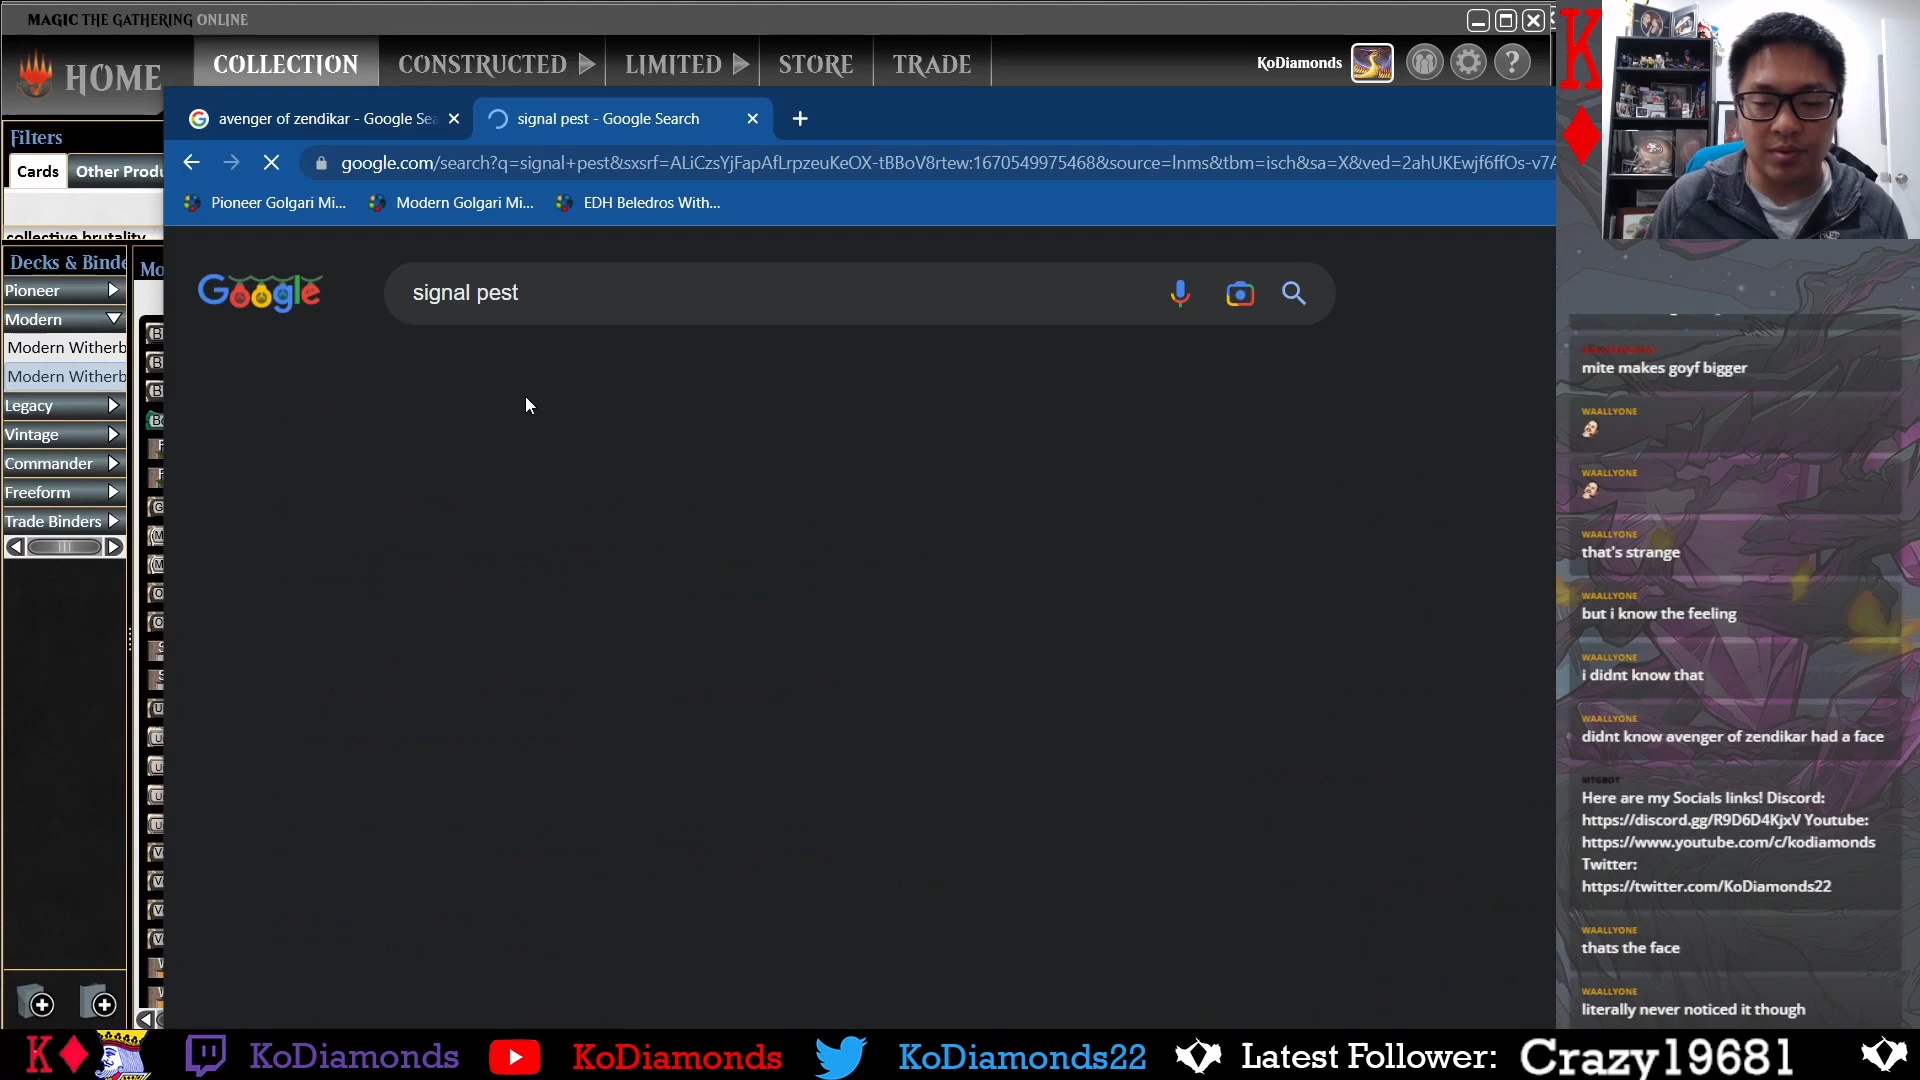 MAGIC THE GATHERING ONLINE
HOME
COLLECTION
CONSTRUCTED
LIMITED
STORE
TRADE
KoDiamonds
?
Filters
Cards
Other Produ
collective brutality
Decks & Binde
Mo
Pioneer
Modern
Modern Witherb
Modern Witherb
Legacy
Vintage
Commander
Freeform
Trade Binders
avenger of zendikar - Google Sea
signal pest - Google Search
google.com/search?q=signal+pest&sxsrf=ALiCzsYjFapAfLrpzeuKeOX-tBBoV8rtew:1670549975468&source=lnms&tbm=isch&sa=X&ved=2ahUKEwjf6ffOs-v7A
Pioneer Golgari Mi...
Modern Golgari Mi...
EDH Beledros With...
Google
signal pest
K
mite makes goyf bigger
WAALLYONE
WAALLYONE
WAALLYONE
that's strange
WAALLYONE
but i know the feeling
WAALLYONE
i didnt know that
WAALLYONE
didnt know avenger of zendikar had a face
MTGBOT
Here are my Socials links! Discord:
https://discord.gg/R9D6D4KjxV Youtube:
https://www.youtube.com/c/kodiamonds
Twitter:
https://twitter.com/KoDiamonds22
WAALLYONE
thats the face
WAALLYONE
literally never noticed it though
K
KoDiamonds
KoDiamonds
KoDiamonds22
Latest Follower:
Crazy19681